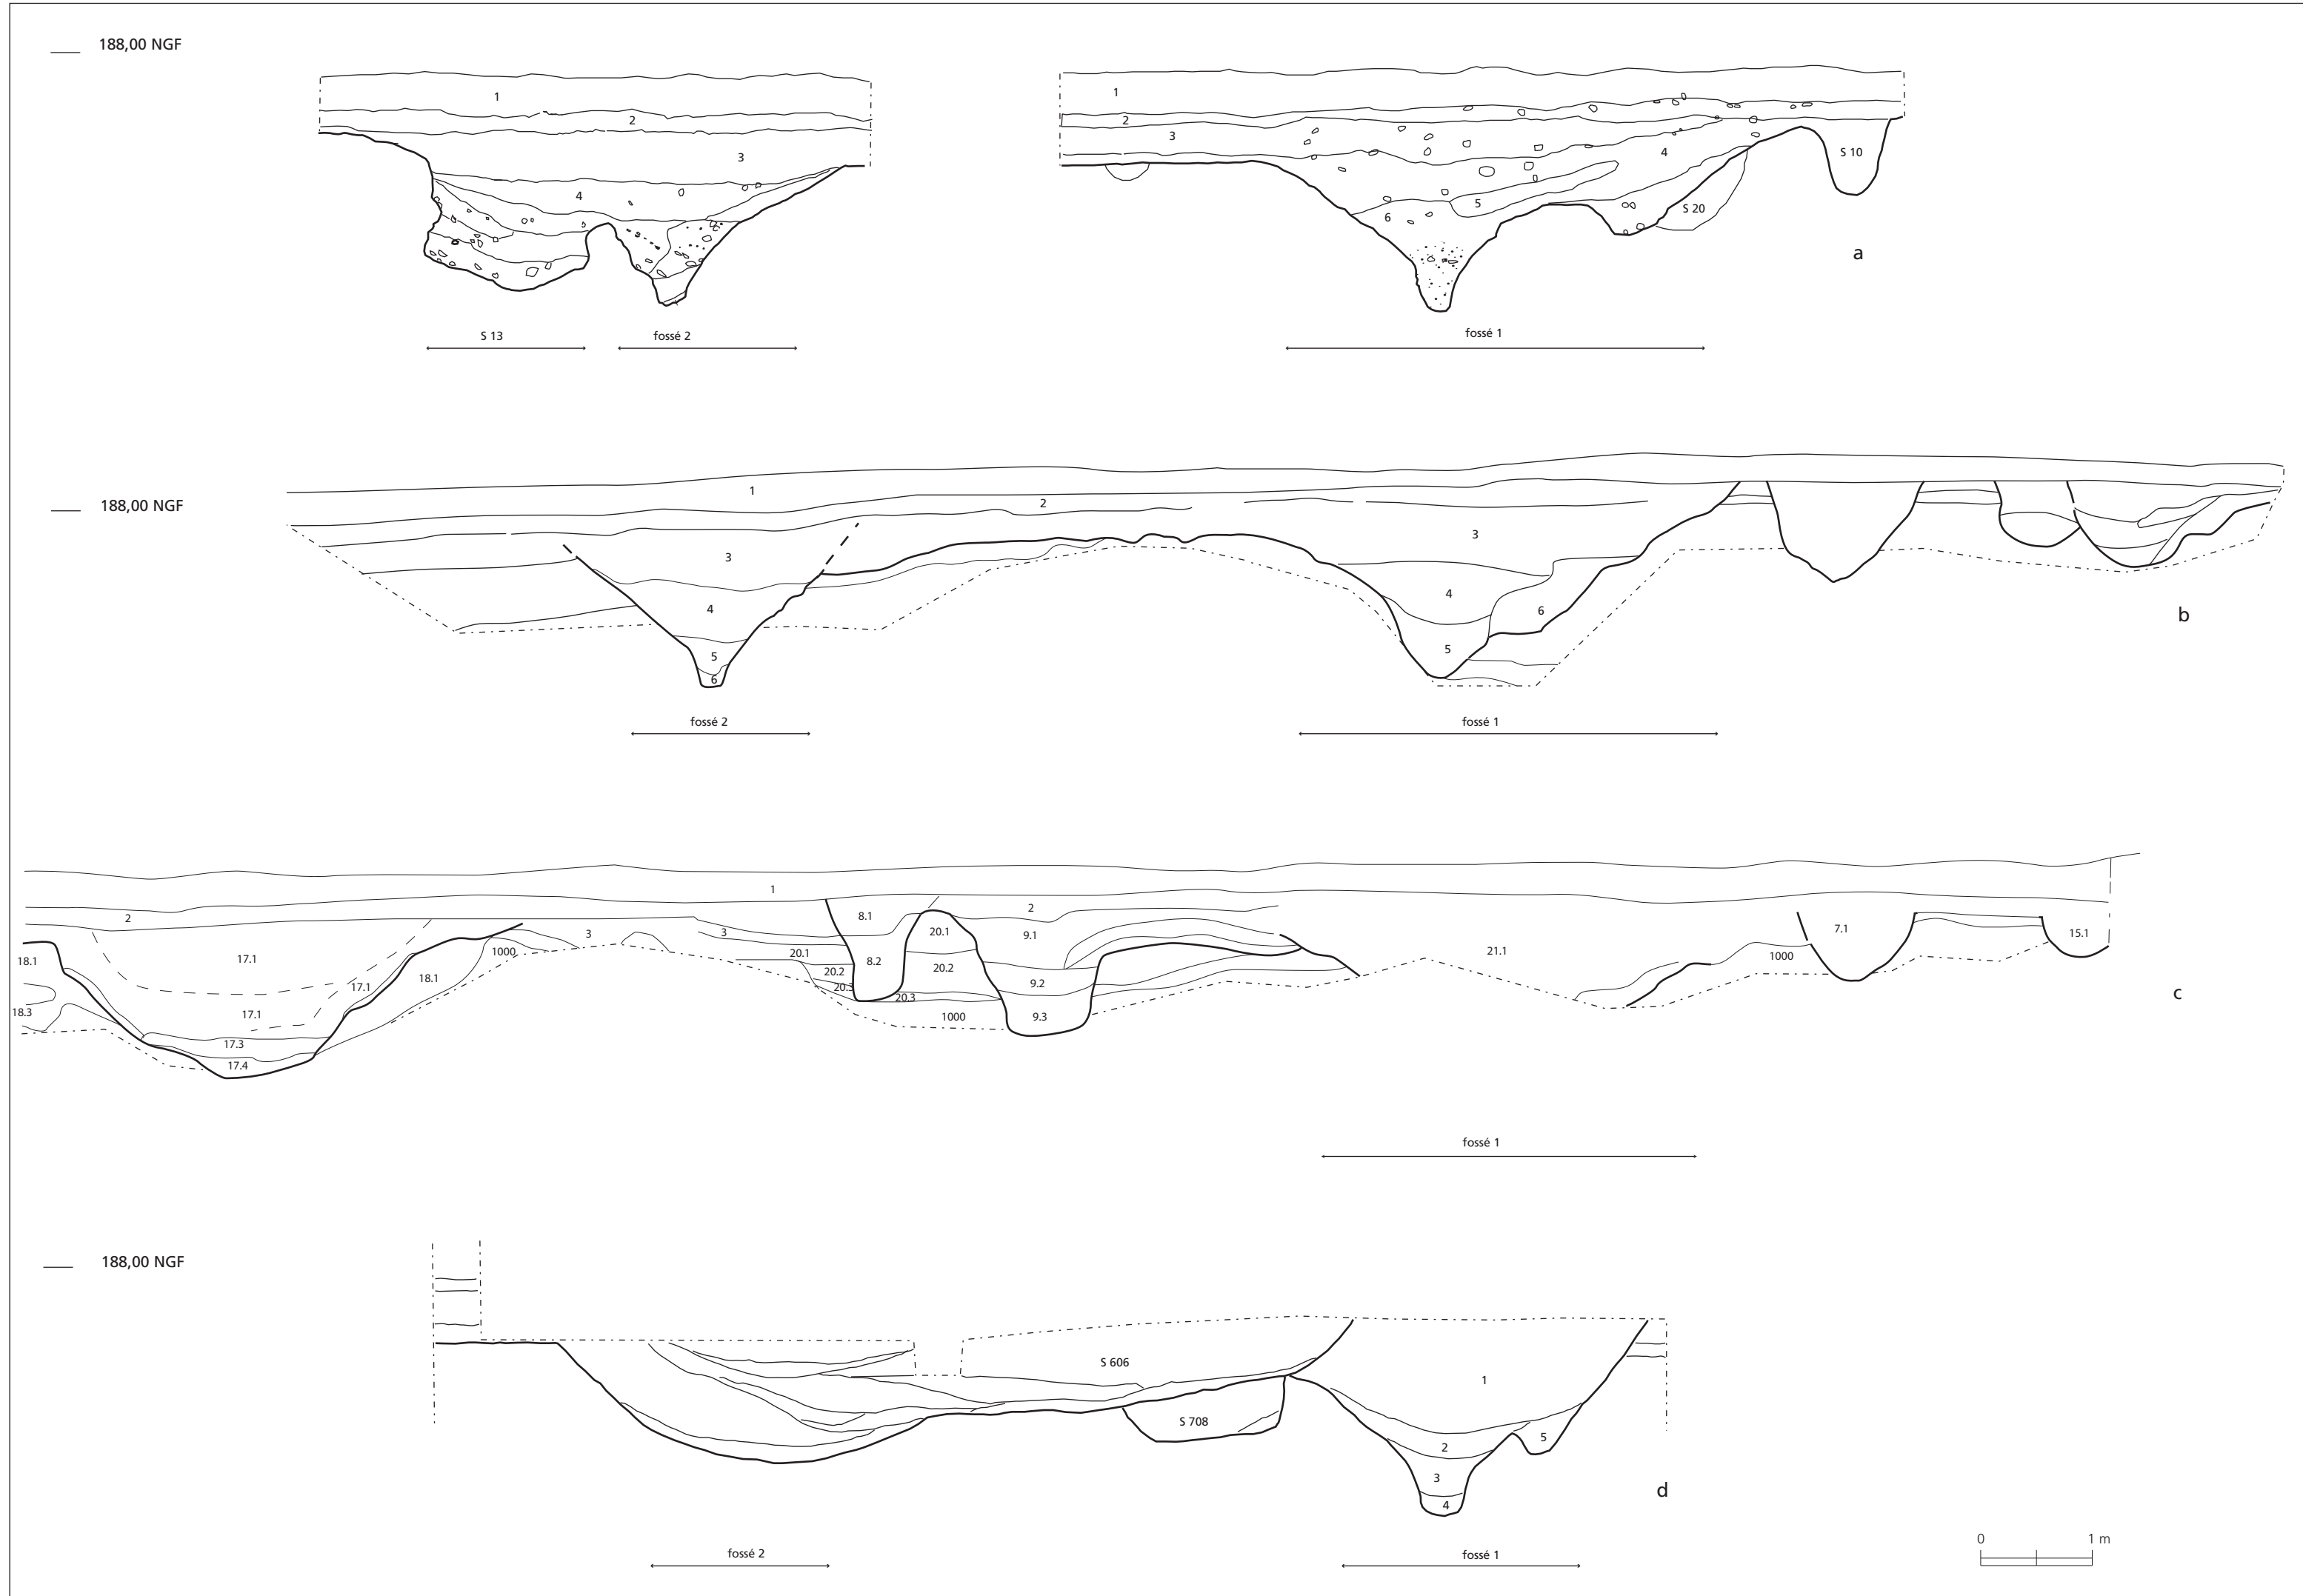 188,00 NGF
1
2
3
4
S 13
fossé 2
1
2
3
4
5
6
S 10
S 20
a
fossé 1
188,00 NGF
1
2
3
3
4
4
5
5
6
6
b
fossé 2
fossé 1
1
2
2
3
3
8.1
8.2
9.1
9.2
9.3
20.1
20.1
20.2
20.2
20.3
20.3
1000
1000
1000
17.1
17.1
17.1
17.3
17.4
18.1
18.1
18.3
21.1
7.1
15.1
c
fossé 1
188,00 NGF
S 606
S 708
1
2
3
4
5
d
fossé 2
fossé 1
0 1 m